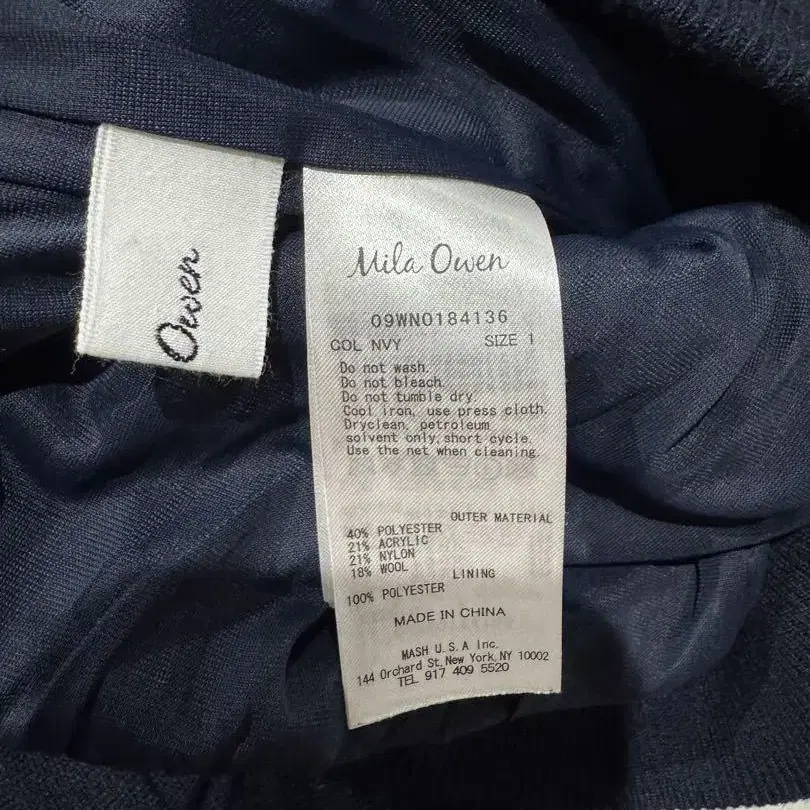 Owen
Mila Owen
09WN0184136
COL NVY SIZE 1
Do not wash.
Do not bleach.
Do not tumble dry.
Cool iron, use press cloth.
Dryclean, petroleum
solvent only, short cycle.
Use the net when cleaning.
OUTER MATERIAL
40% POLYESTER
21% ACRYLIC
21% NYLON
18% WOOL
LINING
100% POLYESTER
MADE IN CHINA
MASH U.S.A Inc.
144 Orchard St, New York, NY 10002
TEL 917 409 5520